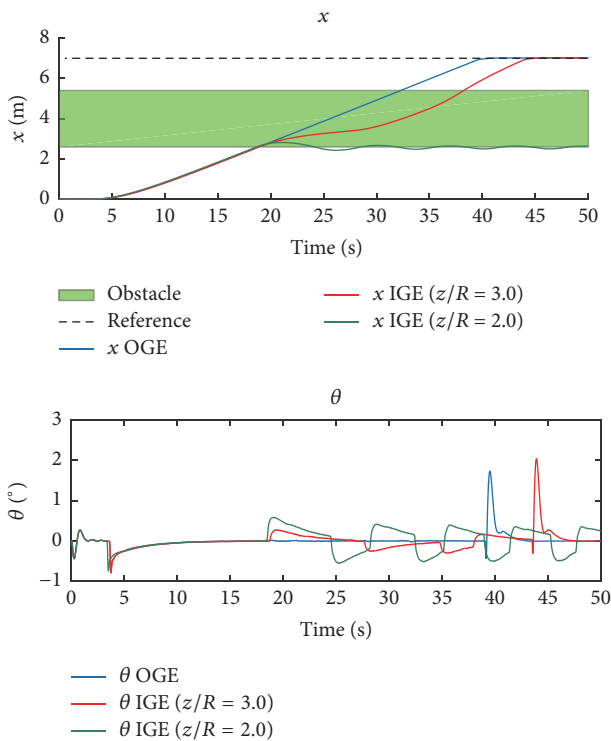 x
8
6
4
2
0
x (m)
0 5 10 15 20 25 30 35 40 45 50
Time (s)
Obstacle
Reference
x OGE
x IGE (z/R = 3.0)
x IGE (z/R = 2.0)
θ
3
2
1
0
−1
θ (°)
0 5 10 15 20 25 30 35 40 45 50
Time (s)
θ OGE
θ IGE (z/R = 3.0)
θ IGE (z/R = 2.0)